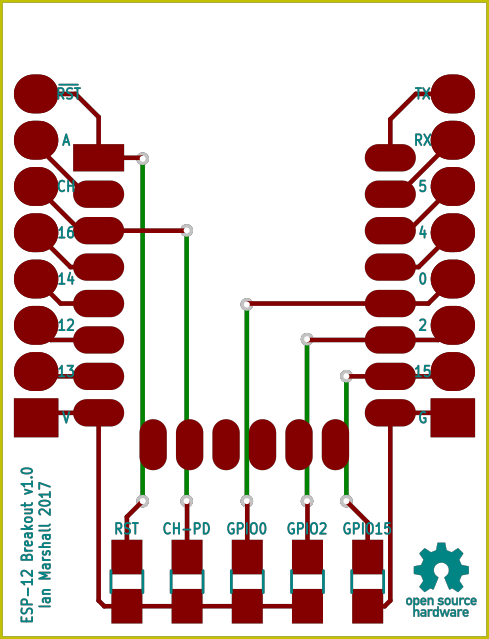 RST TX
A RX
CH 5
16 4
14 0
12 2
13 15
V G
RST CH-PD GPIO0 GPIO2 GPIO15
ESP-12 Breakout v1.0
Ian Marshall 2017
open source
hardware